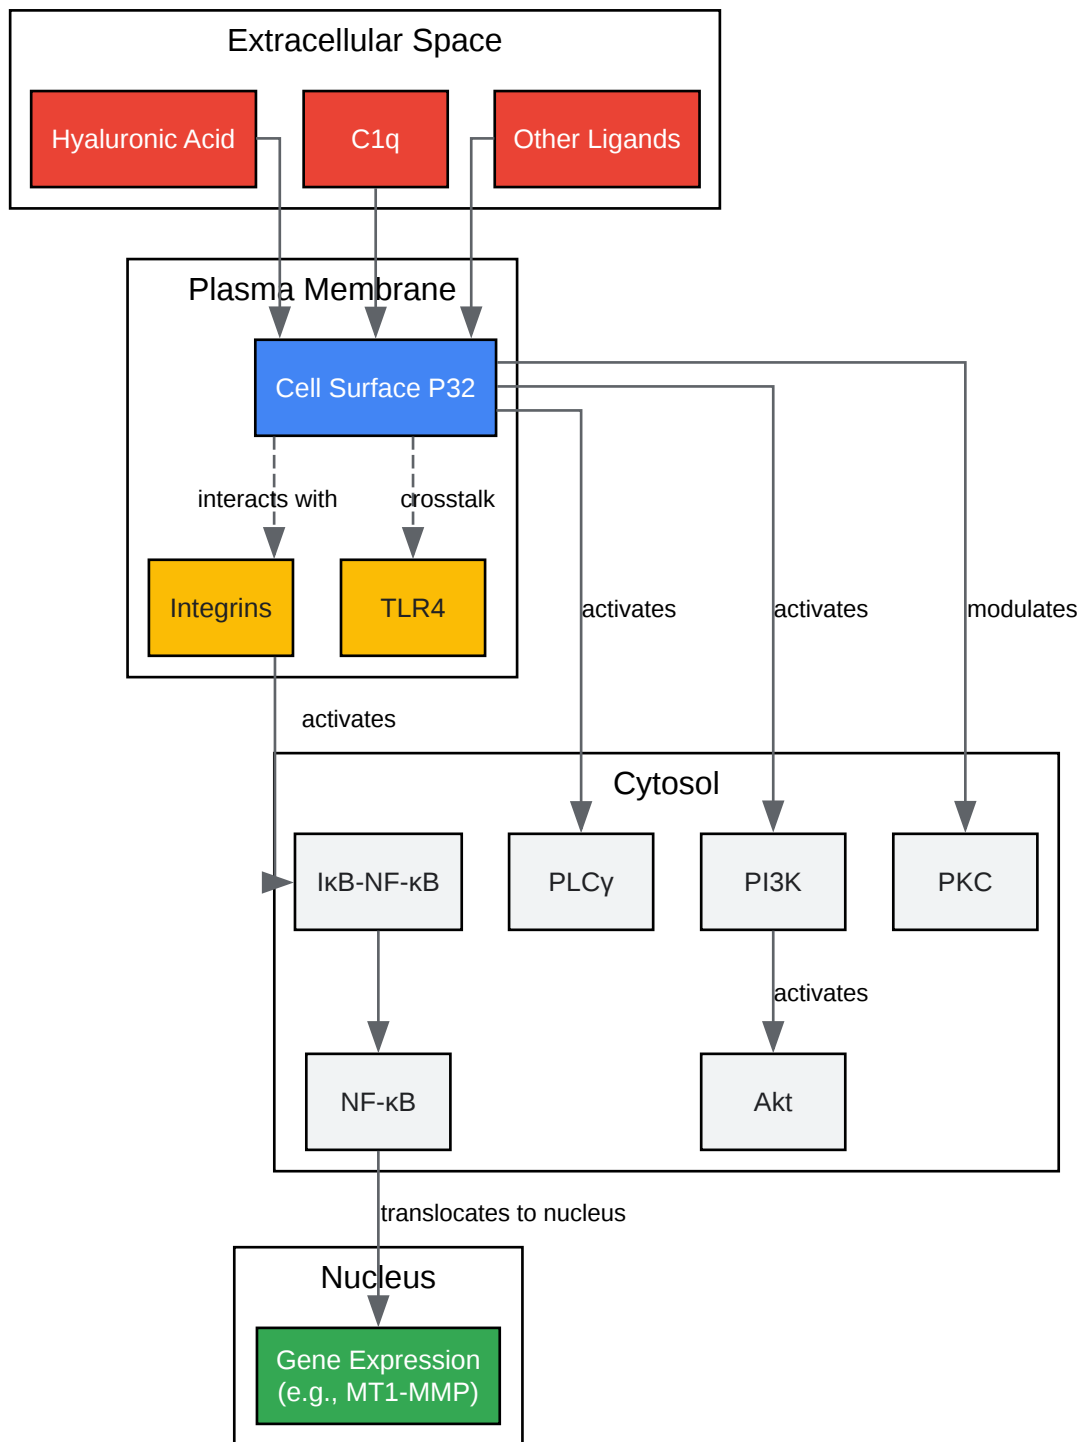 Extracellular Space
Hyaluronic Acid
C1q
Other Ligands
Plasma Membrane
Cell Surface P32
interacts with
crosstalk
Integrins
TLR4
activates
activates
modulates
activates
Cytosol
IκB-NF-κB
PLCγ
PI3K
PKC
activates
NF-κB
Akt
translocates to nucleus
Nucleus
Gene Expression
(e.g., MT1-MMP)